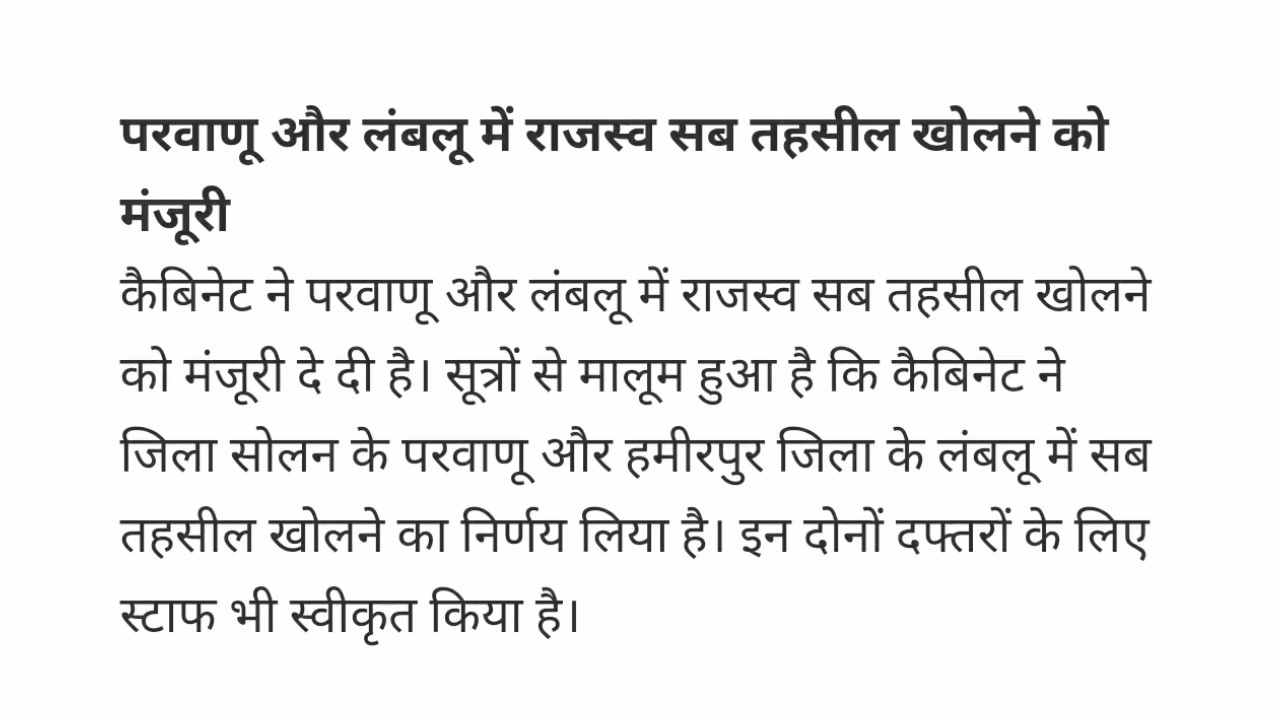 परवाणू और लंबलू में राजस्व सब तहसील खोलने को
मंजूरी
कैबिनेट ने परवाणू और लंबलू में राजस्व सब तहसील खोलने
को मंजूरी दे दी है। सूत्रों से मालूम हुआ है कि कैबिनेट ने
जिला सोलन के परवाणू और हमीरपुर जिला के लंबलू में सब
तहसील खोलने का निर्णय लिया है। इन दोनों दफ्तरों के लिए
स्टाफ भी स्वीकृत किया है।